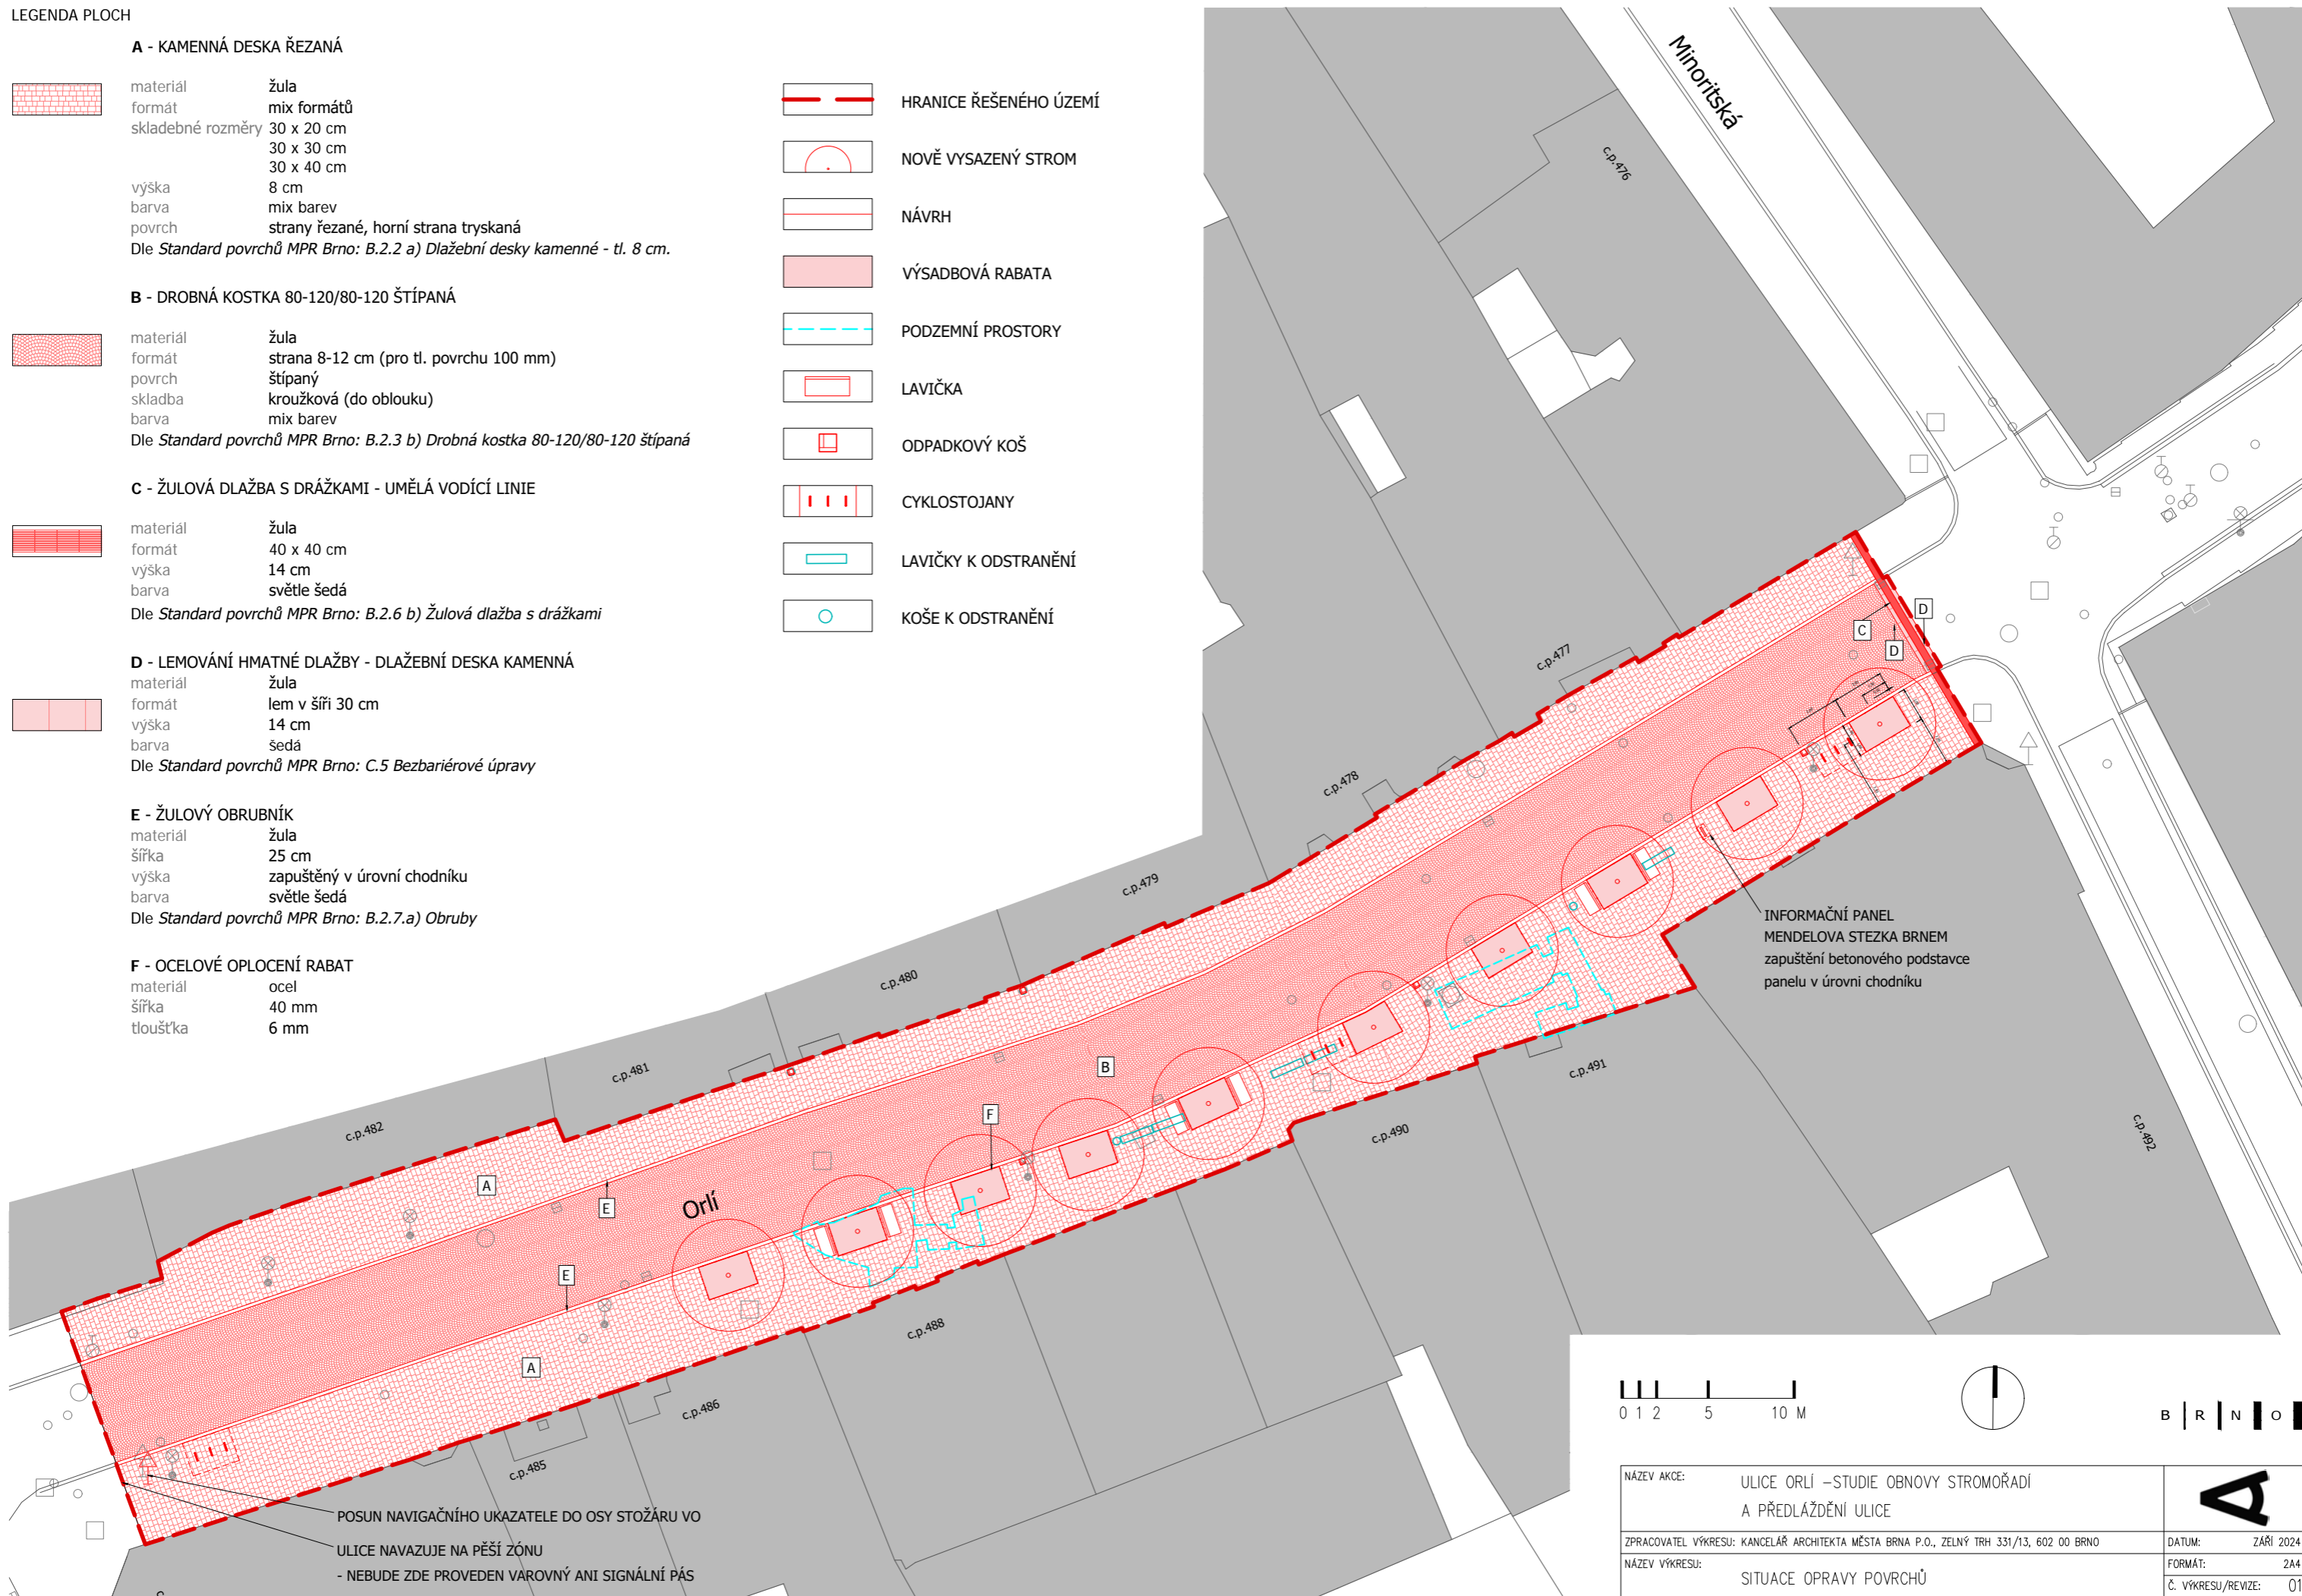 LEGENDA PLOCH
A - KAMENNÁ DESKA ŘEZANÁ
materiál žula
formát mix formátů
skladebné rozměry 30 x 20 cm
30 x 30 cm
30 x 40 cm
výška 8 cm
barva mix barev
povrch strany řezané, horní strana tryskaná
Dle Standard povrchů MPR Brno: B.2.2 a) Dlažební desky kamenné - tl. 8 cm.
B - DROBNÁ KOSTKA 80-120/80-120 ŠTÍPANÁ
materiál žula
formát strana 8-12 cm (pro tl. povrchu 100 mm)
povrch štípaný
skladba kroužková (do oblouku)
barva mix barev
Dle Standard povrchů MPR Brno: B.2.3 b) Drobná kostka 80-120/80-120 štípaná
C - ŽULOVÁ DLAŽBA S DRÁŽKAMI - UMĚLÁ VODÍCÍ LINIE
materiál žula
formát 40 x 40 cm
výška 14 cm
barva světle šedá
Dle Standard povrchů MPR Brno: B.2.6 b) Žulová dlažba s drážkami
D - LEMOVÁNÍ HMATNÉ DLAŽBY - DLAŽEBNÍ DESKA KAMENNÁ
materiál žula
formát lem v šíři 30 cm
výška 14 cm
barva šedá
Dle Standard povrchů MPR Brno: C.5 Bezbariérové úpravy
E - ŽULOVÝ OBRUBNÍK
materiál žula
šířka 25 cm
výška zapuštěný v úrovní chodníku
barva světle šedá
Dle Standard povrchů MPR Brno: B.2.7.a) Obruby
F - OCELOVÉ OPLOCENÍ RABAT
materiál ocel
šířka 40 mm
tloušťka 6 mm
HRANICE ŘEŠENÉHO ÚZEMÍ
NOVĚ VYSAZENÝ STROM
NÁVRH
VÝSADBOVÁ RABATA
PODZEMNÍ PROSTORY
LAVIČKA
ODPADKOVÝ KOŠ
CYKLOSTOJANY
LAVIČKY K ODSTRANĚNÍ
KOŠE K ODSTRANĚNÍ
Minoritská
c.p.476
c.p.477
c.p.478
c.p.479
c.p.480
c.p.481
c.p.482
C
D
D
B
F
A
E
Orlí
E
A
INFORMAČNÍ PANEL
MENDELOVA STEZKA BRNEM
zapuštění betonového podstavce
panelu v úrovni chodníku
c.p.491
c.p.490
c.p.492
c.p.488
c.p.486
c.p.485
POSUN NAVIGAČNÍHO UKAZATELE DO OSY STOŽÁRU VO
ULICE NAVAZUJE NA PĚŠÍ ZÓNU
- NEBUDE ZDE PROVEDEN VAROVNÝ ANI SIGNÁLNÍ PÁS
0 1 2 5 10 M
B R N O
NÁZEV AKCE: ULICE ORLÍ -STUDIE OBNOVY STROMOŘADÍ
A PŘEDLÁŽDĚNÍ ULICE
A
ZPRACOVATEL VÝKRESU: KANCELÁŘ ARCHITEKTA MĚSTA BRNA P.O., ZELNÝ TRH 331/13, 602 00 BRNO
DATUM: ZÁŘÍ 2024
NÁZEV VÝKRESU: SITUACE OPRAVY POVRCHŮ
FORMÁT: 2A4
Č. VÝKRESU/REVIZE: 01